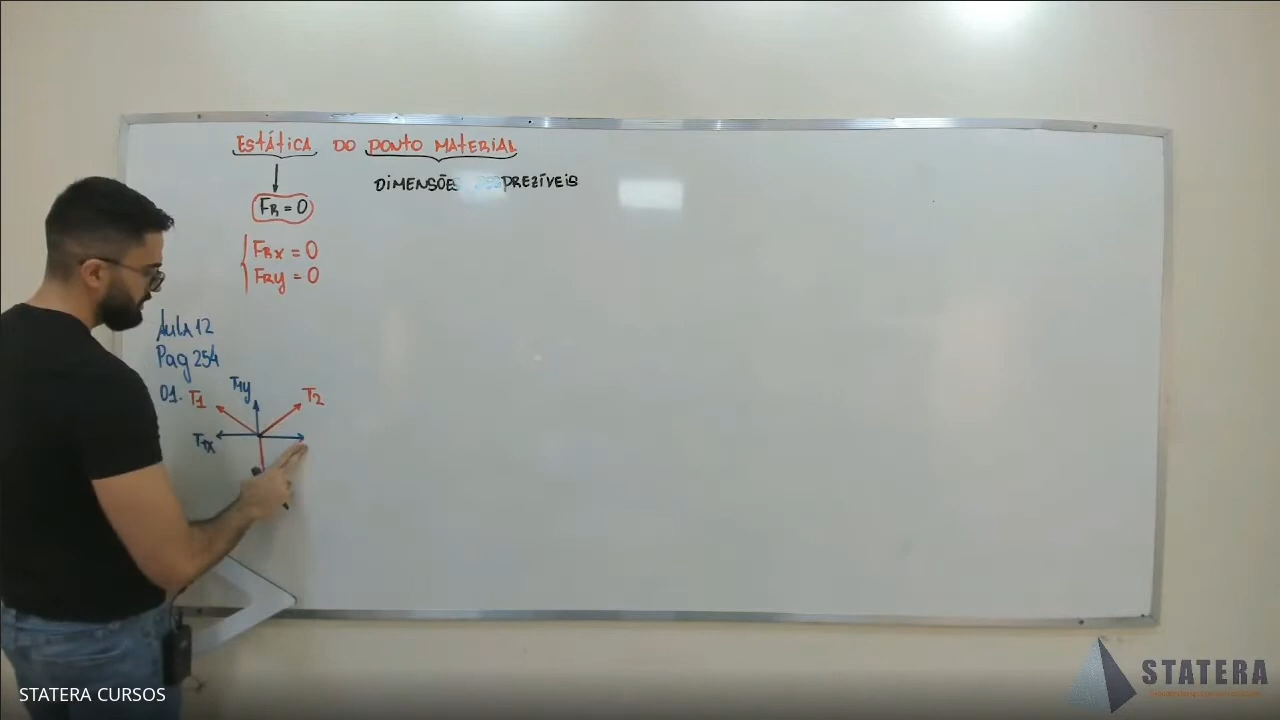 ESTÁTICA DO PONTO MATERIAL
DIMENSÕES DESPREZÍVEIS
FR = 0
FRX = 0
FRY = 0
Aula 12
Pag 254
01.
T1
T1y
T2
T1x
STATERA
STATERA CURSOS